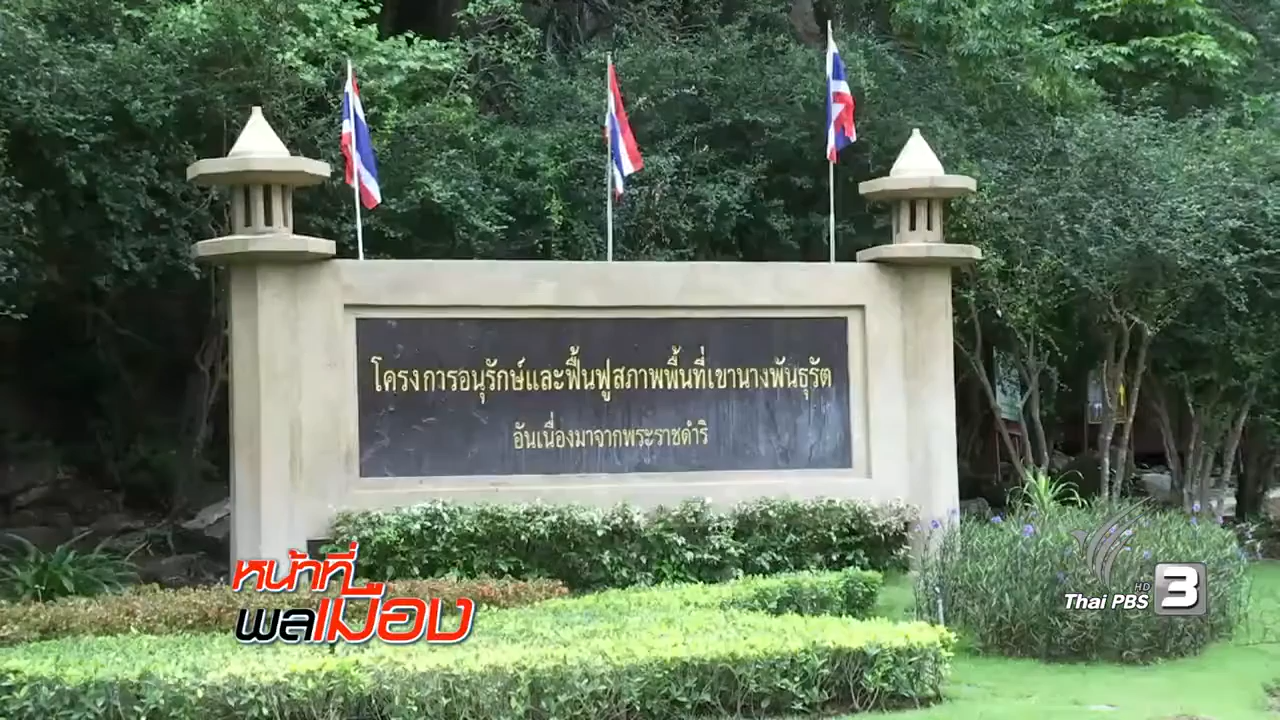 โครงการอนุรักษ์และฟื้นฟูสภาพพื้นที่เขานางพันธุรัต
อันเนื่องมาจากพระราชดำริ
หน้าที่
พลเมือง
HD
Thai PBS 3